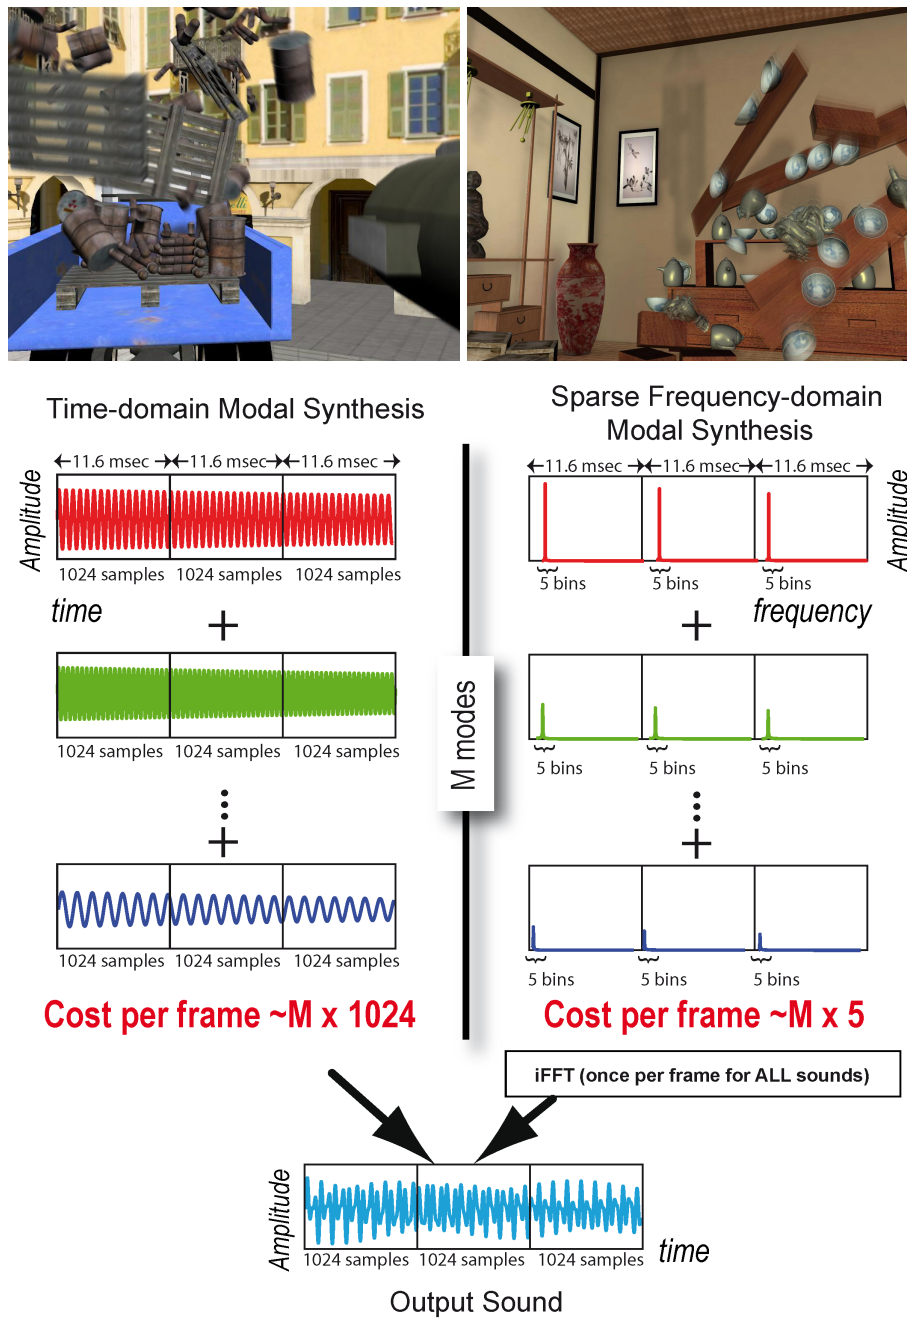 Time-domain Modal Synthesis
11.6 msec 11.6 msec 11.6 msec
Amplitude
1024 samples 1024 samples 1024 samples
time
+
1024 samples 1024 samples 1024 samples
+
1024 samples 1024 samples 1024 samples
Cost per frame ~M x 1024
M modes
Sparse Frequency-domain
Modal Synthesis
11.6 msec 11.6 msec 11.6 msec
Amplitude
5 bins 5 bins 5 bins
frequency
+
5 bins 5 bins 5 bins
+
5 bins 5 bins 5 bins
Cost per frame ~M x 5
iFFT (once per frame for ALL sounds)
Amplitude
1024 samples 1024 samples 1024 samples
time
Output Sound